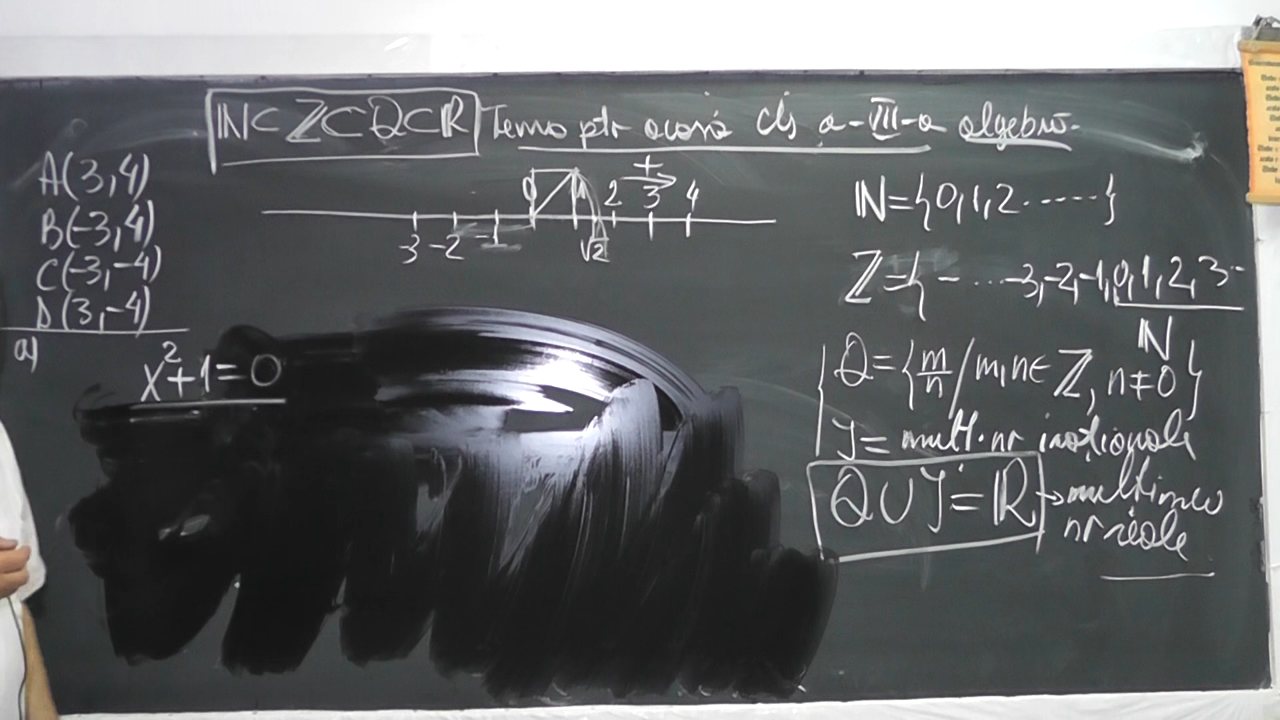 ℕ⊂ℤ⊂ℚ⊂ℝ Tema ptr acasă cls a-III-a algebră.
A(3,4)
B(-3,4)
C(-3,-4)
D(3,-4)
a)
x²+1=0
+
0 1 2 3 4
-3 -2 -1 √2
ℕ={0,1,2.....}
ℤ={-...-3,-2,-1,0,1,2,3..
ℕ
ℚ={m/n / m,n∈ℤ, n≠0}
J= mult. nr iraționale
ℚ∪J=ℝ → mulțimea
nr reale